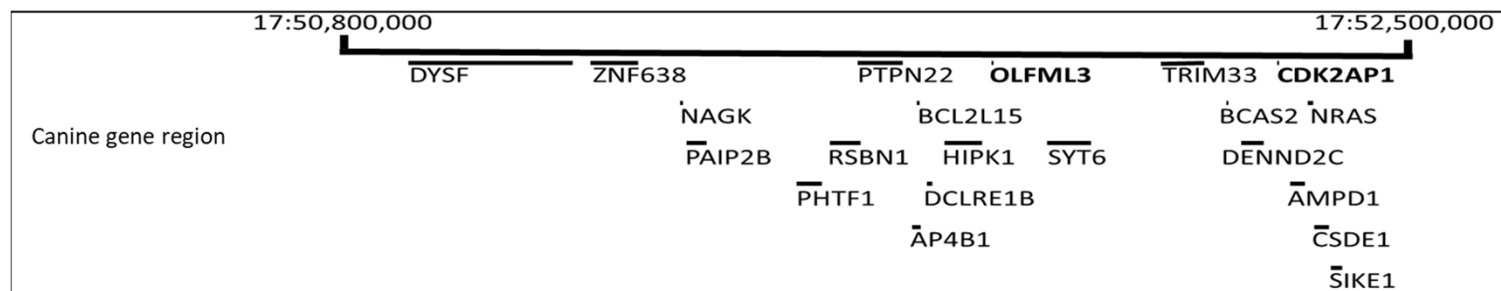 17:50,800,000 17:52,500,000
DYSF ZNF638 PTPN22 OLFML3 TRIM33 CDK2AP1
NAGK BCL2L15 BCAS2 NRAS
Canine gene region
PAIP2B RSBN1 HIPK1 SYT6 DENND2C
PHTF1 DCLRE1B AMPD1
AP4B1 CSDE1
SIKE1